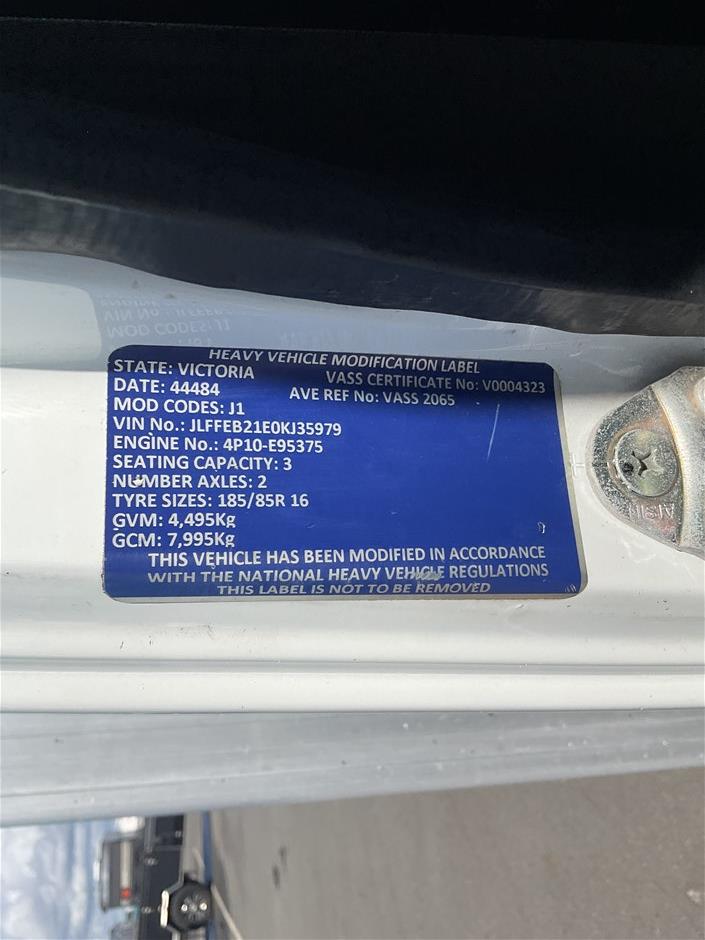 HEAVY VEHICLE MODIFICATION LABEL
STATE: VICTORIA
VASS CERTIFICATE No: V0004323
DATE: 44484
AVE REF No: VASS 2065
MOD CODES: J1
VIN No.: JLFFEB21E0KJ35979
ENGINE No.: 4P10-E95375
SEATING CAPACITY: 3
NUMBER AXLES: 2
TYRE SIZES: 185/85R 16
GVM: 4,495Kg
GCM: 7,995Kg
THIS VEHICLE HAS BEEN MODIFIED IN ACCORDANCE
WITH THE NATIONAL HEAVY VEHICLE REGULATIONS
THIS LABEL IS NOT TO BE REMOVED
AISIN